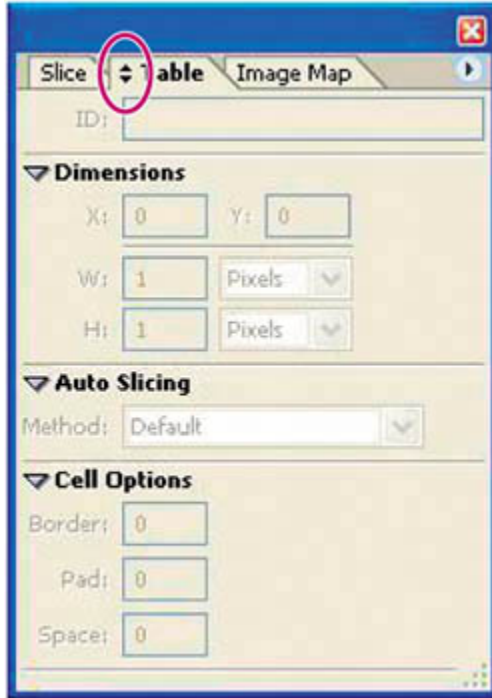 Slice Table Image Map
ID:
Dimensions
X: 0 Y: 0
W: 1 Pixels
H: 1 Pixels
Auto Slicing
Method: Default
Cell Options
Border: 0
Pad: 0
Space: 0